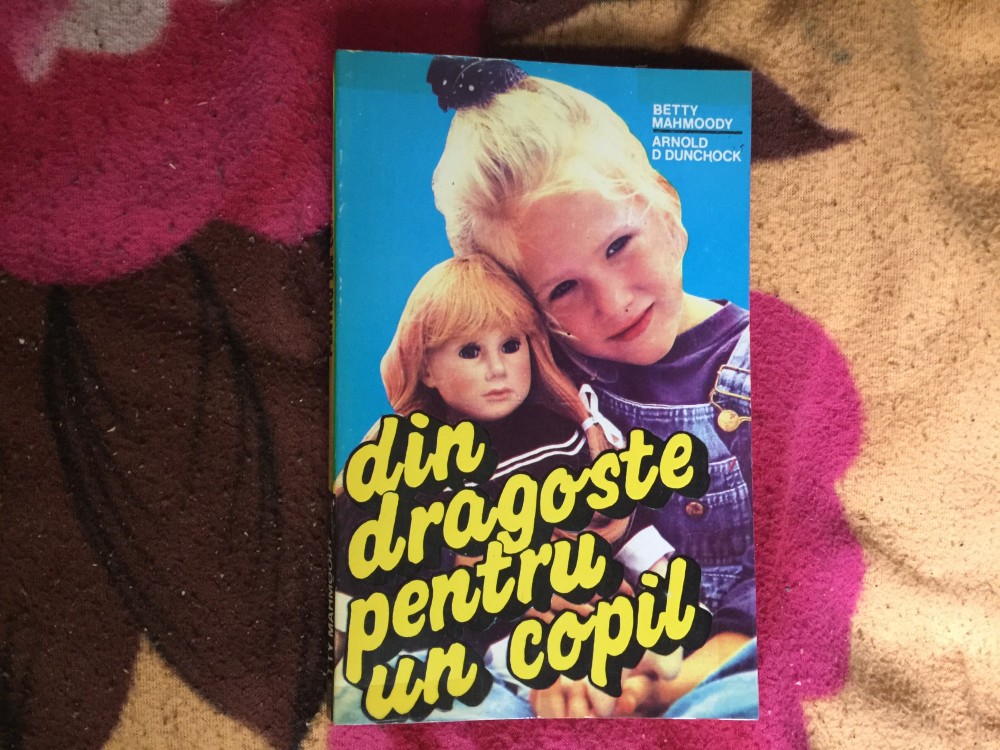 BETTY
MAHMOODY
ARNOLD
D DUNCHOCK
din
dragoste
pentru
un copil